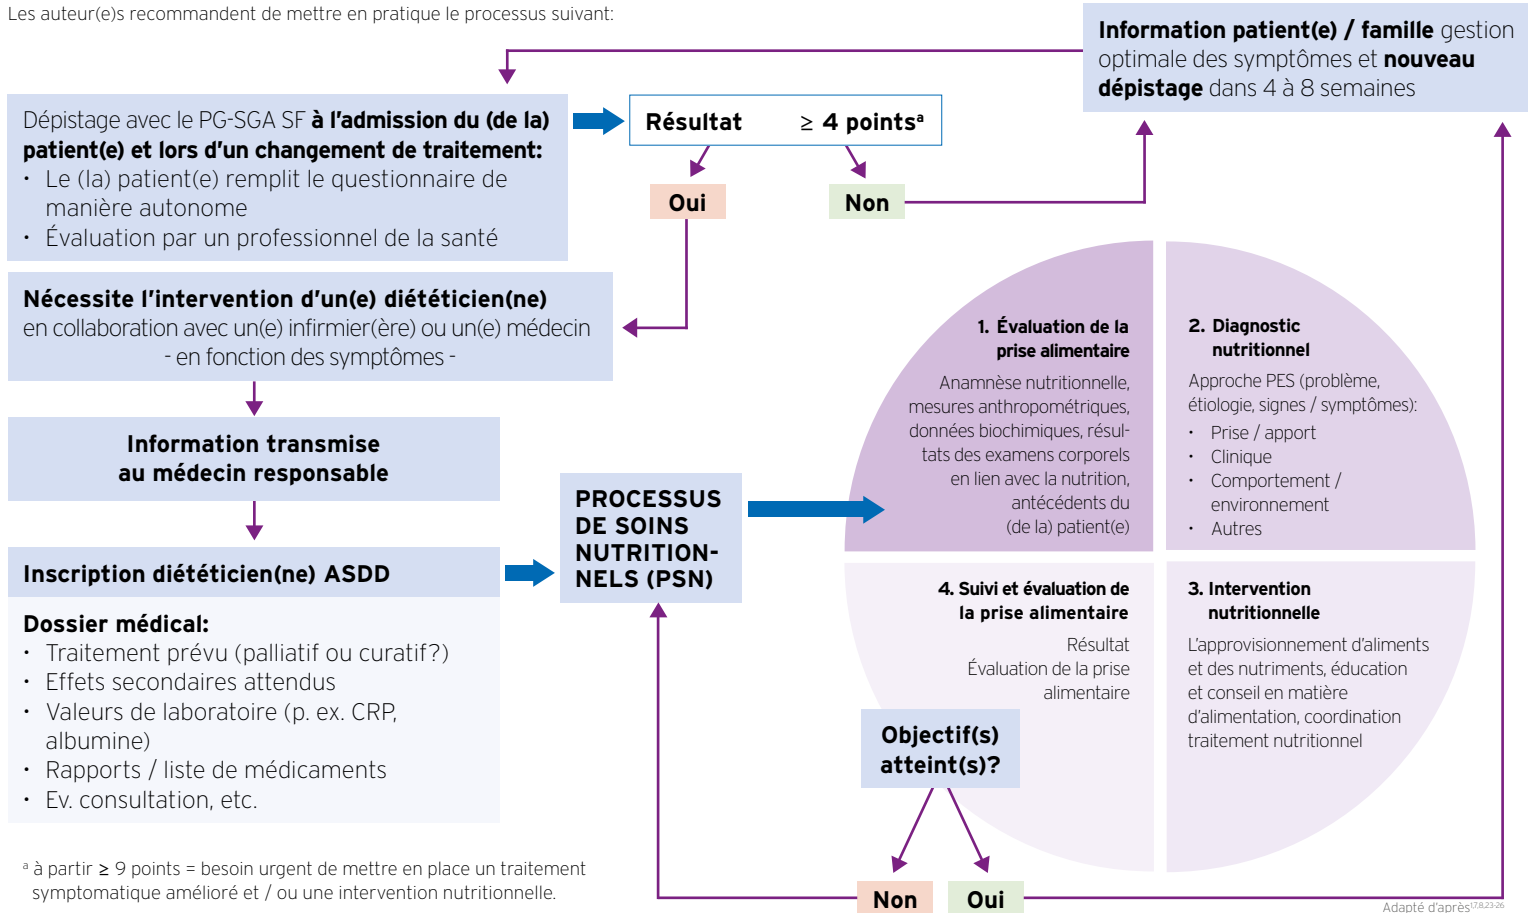 Les auteur(e)s recommandent de mettre en pratique le processus suivant:
Information patient(e) / famille gestion
optimale des symptômes et nouveau
dépistage dans 4 à 8 semaines
Dépistage avec le PG-SGA SF à l'admission du (de la)
patient(e) et lors d'un changement de traitement:
• Le (la) patient(e) remplit le questionnaire de
manière autonome
• Évaluation par un professionnel de la santé
Résultat ≥ 4 pointsᵃ
Oui
Non
Nécessite l'intervention d'un(e) diététicien(ne)
en collaboration avec un(e) infirmier(ère) ou un(e) médecin
- en fonction des symptômes -
Information transmise
au médecin responsable
Inscription diététicien(ne) ASDD
Dossier médical:
• Traitement prévu (palliatif ou curatif?)
• Effets secondaires attendus
• Valeurs de laboratoire (p. ex. CRP,
albumine)
• Rapports / liste de médicaments
• Ev. consultation, etc.
PROCESSUS
DE SOINS
NUTRITION-
NELS (PSN)
1. Évaluation de la
prise alimentaire
Anamnèse nutritionnelle,
mesures anthropométriques,
données biochimiques, résul-
tats des examens corporels
en lien avec la nutrition,
antécédents du
(de la) patient(e)
2. Diagnostic
nutritionnel
Approche PES (problème,
étiologie, signes / symptômes):
• Prise / apport
• Clinique
• Comportement /
environnement
• Autres
3. Intervention
nutritionnelle
L'approvisionnement d'aliments
et des nutriments, éducation
et conseil en matière
d'alimentation, coordination
traitement nutritionnel
4. Suivi et évaluation de
la prise alimentaire
Résultat
Évaluation de la prise
alimentaire
Objectif(s)
atteint(s)?
Non
Oui
ᵃ à partir ≥ 9 points = besoin urgent de mettre en place un traitement
symptomatique amélioré et / ou une intervention nutritionnelle.
Adapté d'après¹⁷,⁸,²³⁻²⁶